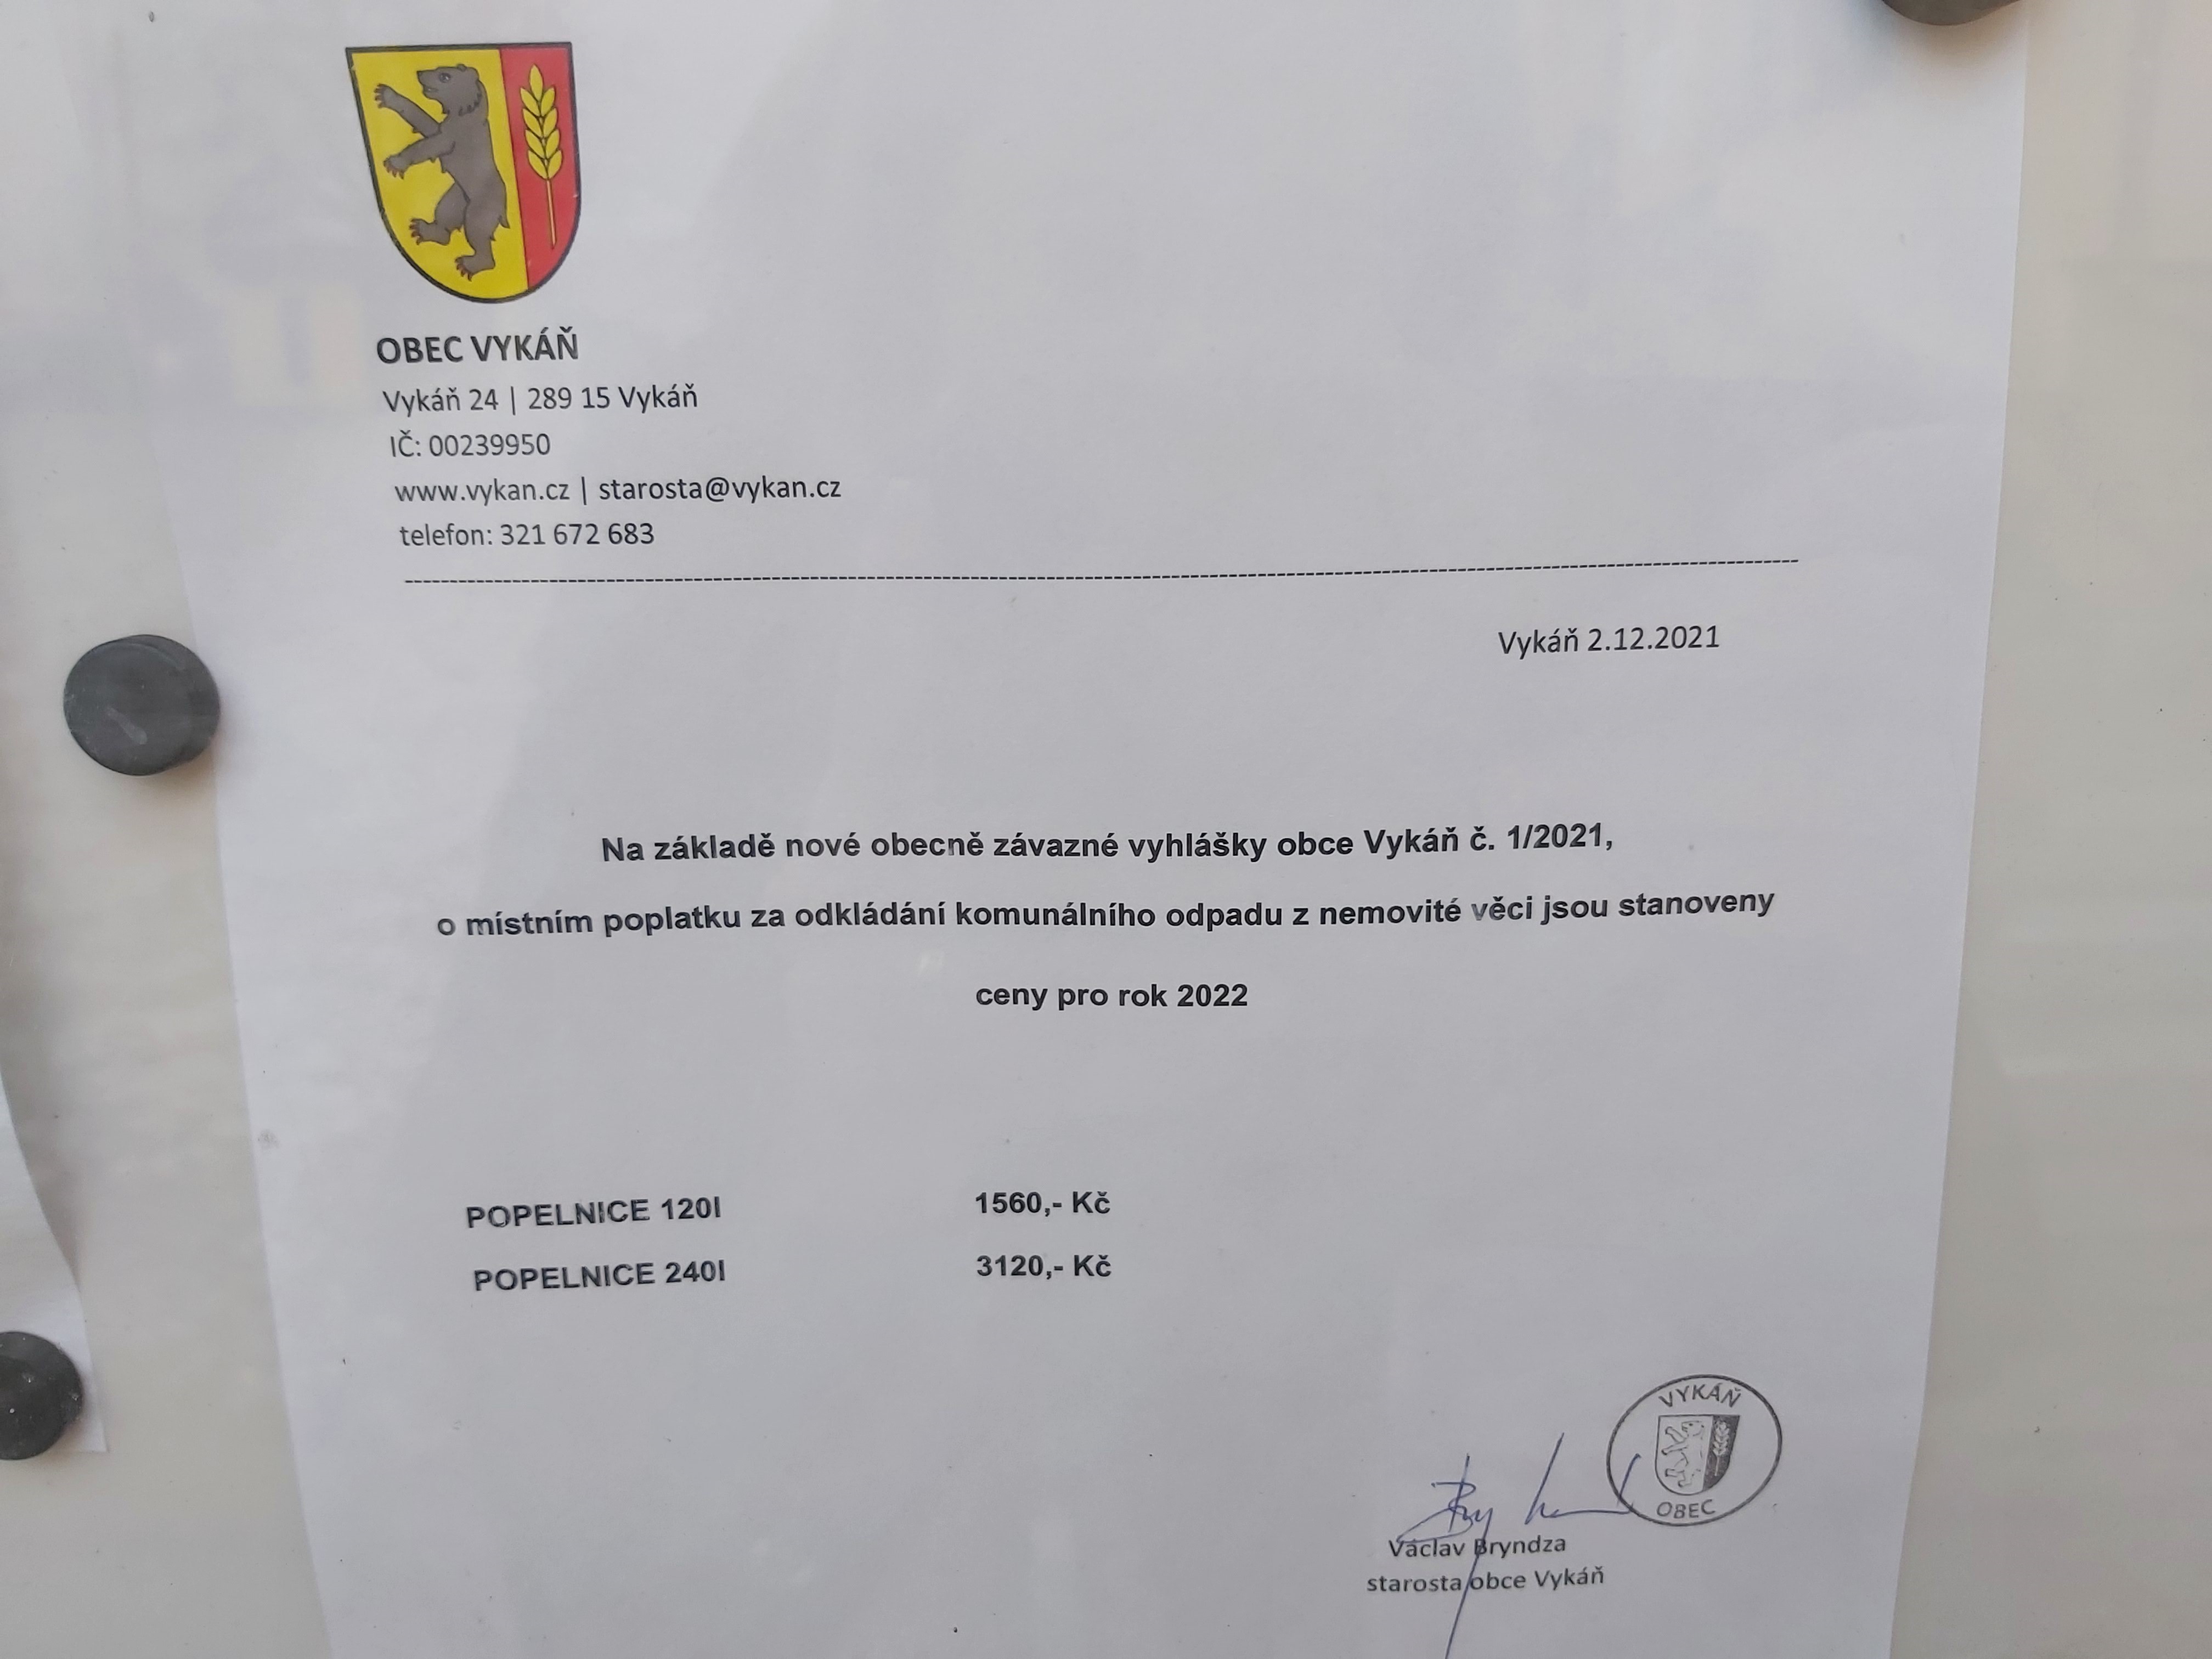 OBEC VYKÁŇ
Vykáň 24 | 289 15 Vykáň
IČ: 00239950
www.vykan.cz | starosta@vykan.cz
telefon: 321 672 683
Vykáň 2.12.2021
Na základě nové obecně závazné vyhlášky obce Vykáň č. 1/2021,
o místním poplatku za odkládání komunálního odpadu z nemovité věci jsou stanoveny
ceny pro rok 2022
POPELNICE 120l 1560,- Kč
POPELNICE 240l 3120,- Kč
VYKÁŇ
OBEC
Václav Bryndza
starosta obce Vykáň